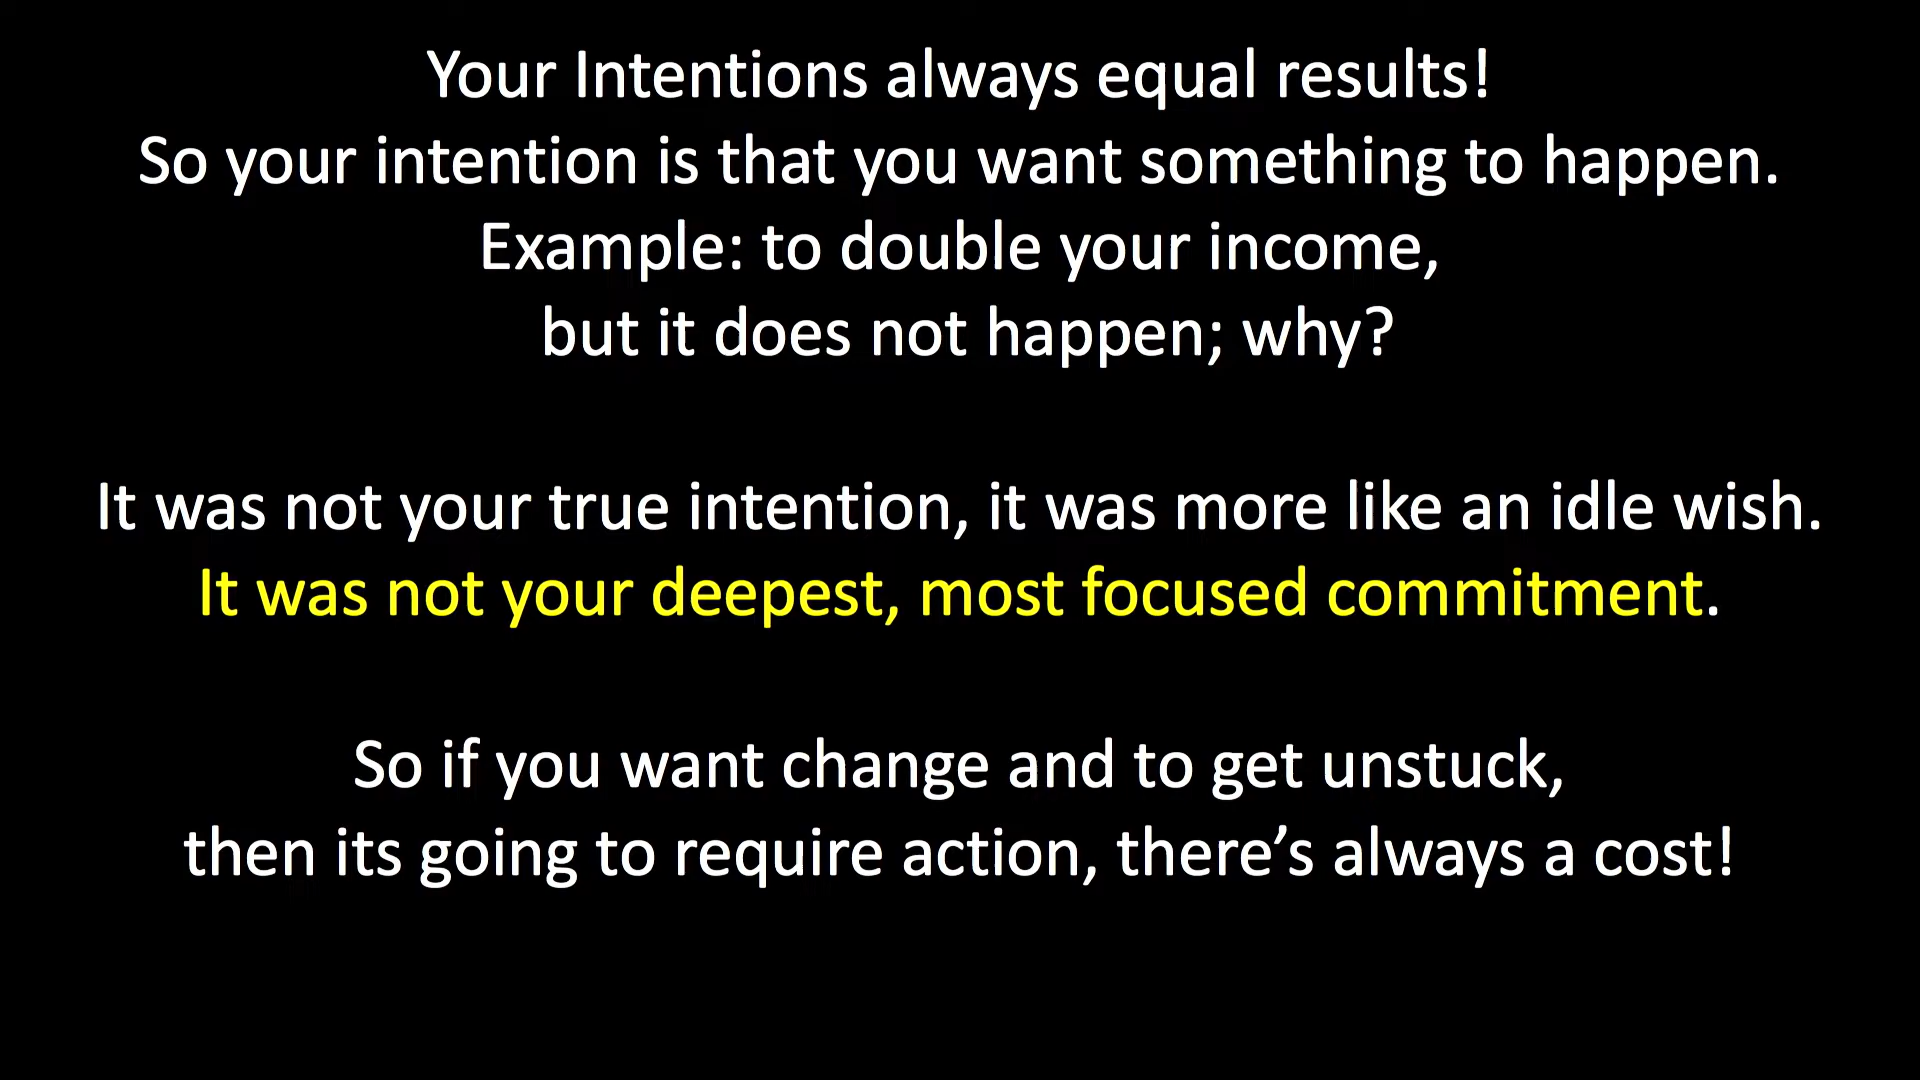 Your Intentions always equal results!
So your intention is that you want something to happen.
Example: to double your income,
but it does not happen; why?
It was not your true intention, it was more like an idle wish.
It was not your deepest, most focused commitment.
So if you want change and to get unstuck,
then its going to require action, there’s always a cost!